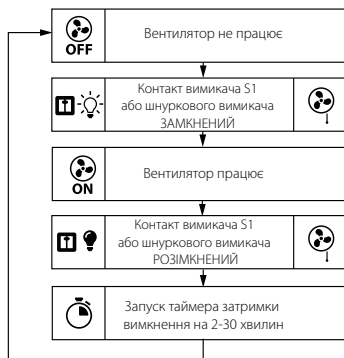 OFF
Вентилятор не працює
Контакт вимикача S1
або шнуркового вимикача
ЗАМКНЕНИЙ
ON
Вентилятор працює
Контакт вимикача S1
або шнуркового вимикача
РОЗІМКНЕНИЙ
Запуск таймера затримки
вимкнення на 2-30 хвилин